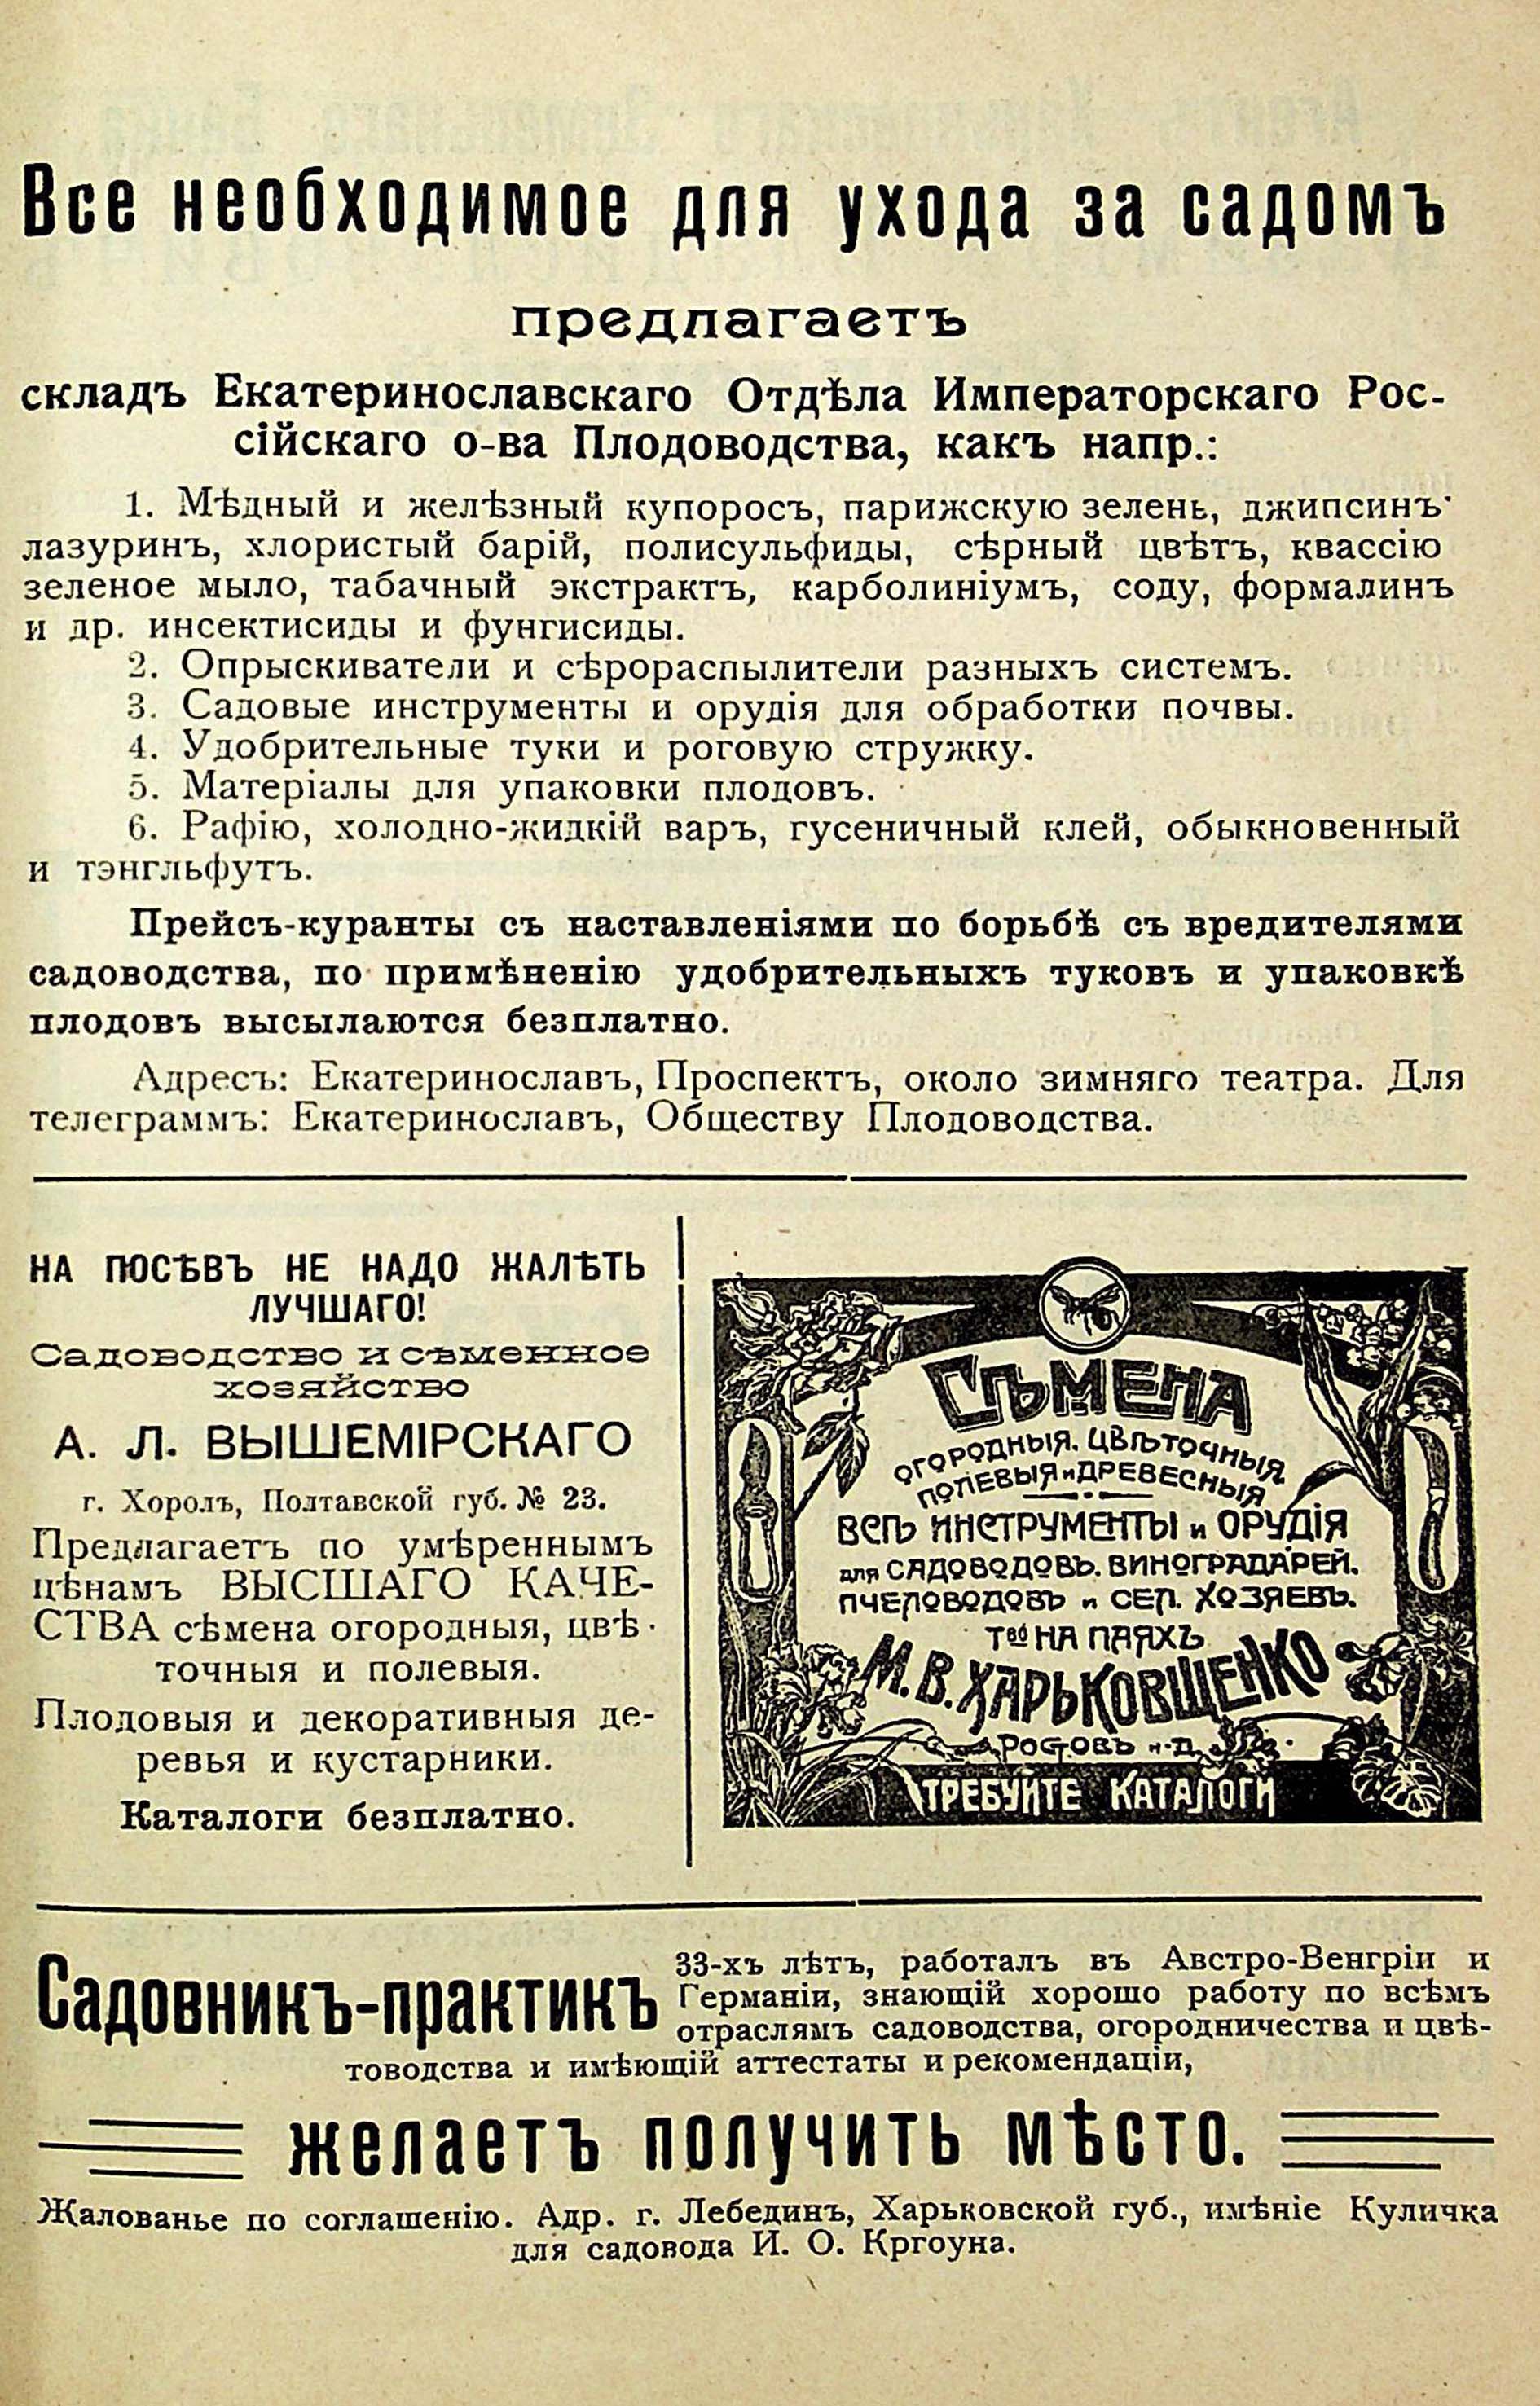 Все необходимое для ухода за садомъ
предлагаетъ
складъ Екатеринославскаго Отдѣла Императорскаго Рос-
сійскаго о-ва Плодоводства, какъ напр.:
1. Мѣдный и желѣзный купоросъ, парижскую зелень, джипсинъ·
лазуринъ, хлористый барій, полисульфиды, сѣрный цвѣтъ, квассію
зеленое мыло, табачный экстрактъ, карболиніумъ, соду, формалинъ
и др. инсектисиды и фунгисиды.
2. Опрыскиватели и сѣрораспылители разныхъ системъ.
3. Садовые инструменты и орудія для обработки почвы.
4. Удобрительные туки и роговую стружку.
5. Матеріалы для упаковки плодовъ.
6. Рафію, холодно-жидкій варъ, гусеничный клей, обыкновенный
и тэнгльфутъ.
Прейсъ-куранты съ наставленіями по борьбѣ съ вредителями
садоводства, по примѣненію удобрительныхъ туковъ и упаковкѣ
плодовъ высылаются безплатно.
Адресъ: Екатеринославъ, Проспектъ, около зимняго театра. Для
телеграммъ: Екатеринославъ, Обществу Плодоводства.
НА ПОСѢВЪ НЕ НАДО ЖАЛѢТЬ
ЛУЧШАГО!
Садоводство и сѣменное
хозяйство
А. Л. ВЫШЕМІРСКАГО
г. Хоролъ, Полтавской губ. № 23.
Предлагаетъ по умѣреннымъ
цѣнамъ ВЫСШАГО КАЧЕ-
СТВА сѣмена огородныя, цвѣ·
точныя и полевыя.
Плодовыя и декоративныя де-
ревья и кустарники.
Каталоги безплатно.
СѢМЕНА
ОГОРОДНЫЯ. ЦВѢТОЧНЫЯ
ПОЛЕВЫЯ и ДРЕВЕСНЫЯ
ВСѢ ИНСТРУМЕНТЫ и ОРУДІЯ
для САДОВОДОВЪ. ВИНОГРАДАРЕЙ.
ПЧЕЛОВОДОВЪ и СЕЛ. ХОЗЯЕВЪ.
Тво НА ПАЯХЪ
М. В. ХАРЬКОВЩЕНКО
РОСТОВЪ н-Д.
ТРЕБУЙТЕ КАТАЛОГИ
Садовникъ-практикъ 33-хъ лѣтъ, работалъ въ Австро-Венгріи и
Германіи, знающій хорошо работу по всѣмъ
отраслямъ садоводства, огородничества и цвѣ-
товодства и имѣющій аттестаты и рекомендаціи,
желаетъ получить мѣсто.
Жалованье по соглашенію. Адр. г. Лебединъ, Харьковской губ., имѣніе Куличка
для садовода И. О. Кргоуна.